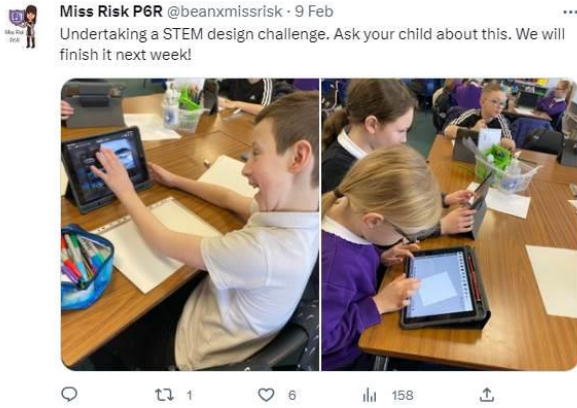 Miss Risk P6R @beanxmissrisk · 9 Feb
Undertaking a STEM design challenge. Ask your child about this. We will
finish it next week!
1 6 158